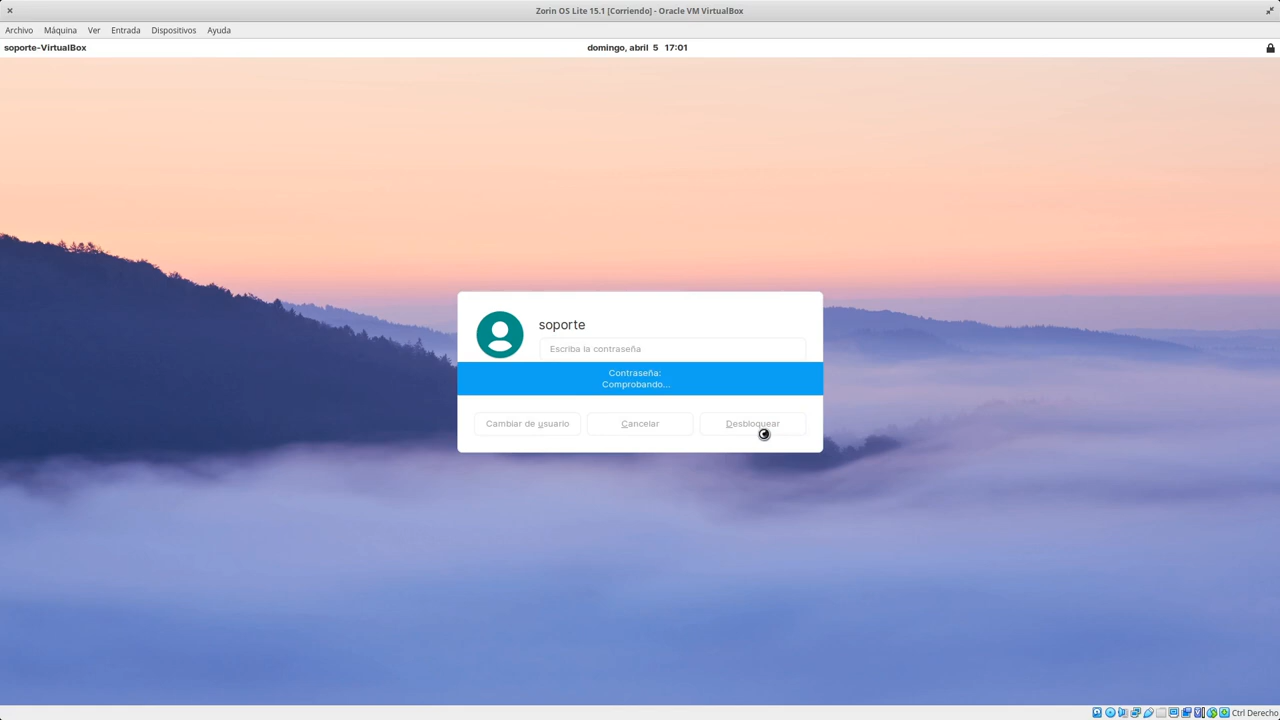 Zorin OS Lite 15.1 [Corriendo] - Oracle VM VirtualBox
Archivo Máquina Ver Entrada Dispositivos Ayuda
soporte-VirtualBox domingo, abril 5 17:01
soporte
Escriba la contraseña
Contraseña:
Comprobando...
Cambiar de usuario Cancelar Desbloquear
Ctrl Derecho